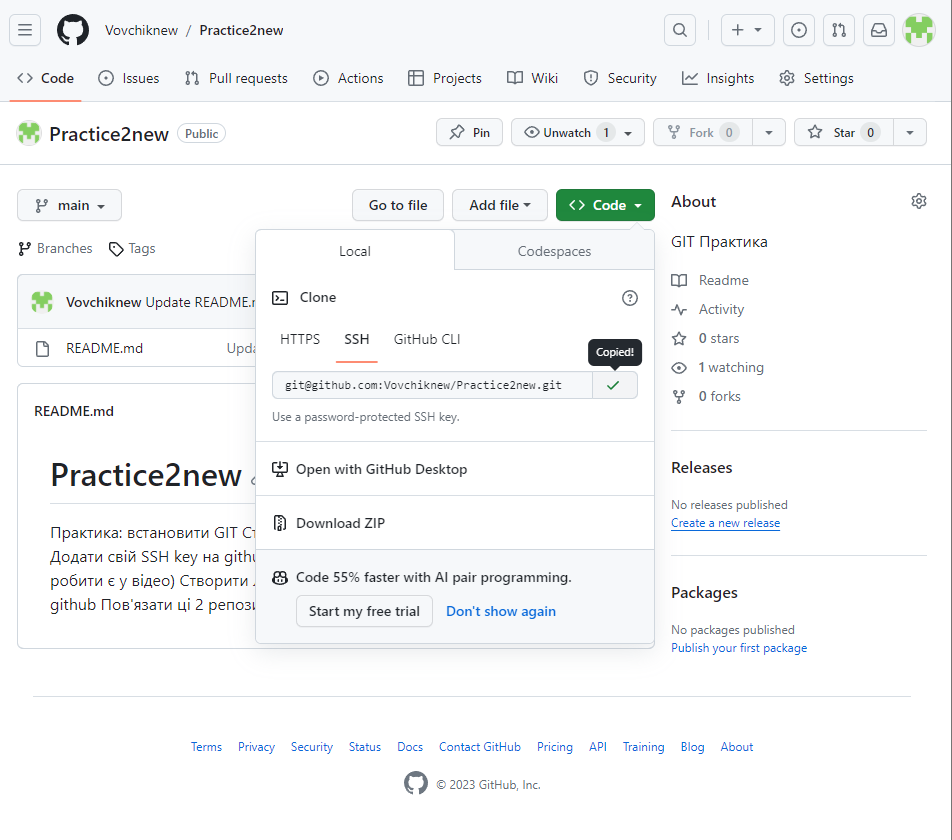 Vovchiknew / Practice2new
Code Issues Pull requests Actions Projects Wiki Security Insights Settings
Practice2new Public Pin Unwatch 1 Fork 0 Star 0
main Go to file Add file Code
Branches Tags
Vovchiknew Update README.m
README.md Upda
README.md
Practice2new
Практика: встановити GIT Ст
Додати свій SSH key на githu
робити є у відео) Створити
github Пов'язати ці 2 репози
Local Codespaces
Clone
HTTPS SSH GitHub CLI
Copied!
git@github.com:Vovchiknew/Practice2new.git
Use a password-protected SSH key.
Open with GitHub Desktop
Download ZIP
Code 55% faster with AI pair programming.
Start my free trial Don't show again
About
GIT Практика
Readme
Activity
0 stars
1 watching
0 forks
Releases
No releases published
Create a new release
Packages
No packages published
Publish your first package
Terms Privacy Security Status Docs Contact GitHub Pricing API Training Blog About
© 2023 GitHub, Inc.